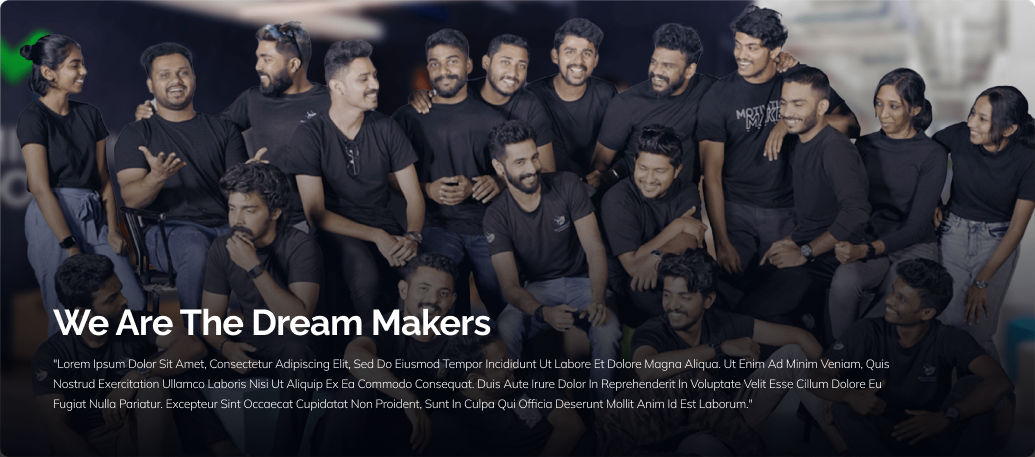 MOTIVATE
MAKE
We Are The Dream Makers
"Lorem Ipsum Dolor Sit Amet, Consectetur Adipiscing Elit, Sed Do Eiusmod Tempor Incididunt Ut Labore Et Dolore Magna Aliqua. Ut Enim Ad Minim Veniam, Quis
Nostrud Exercitation Ullamco Laboris Nisi Ut Aliquip Ex Ea Commodo Consequat. Duis Aute Irure Dolor In Reprehenderit In Voluptate Velit Esse Cillum Dolore Eu
Fugiat Nulla Pariatur. Excepteur Sint Occaecat Cupidatat Non Proident, Sunt In Culpa Qui Officia Deserunt Mollit Anim Id Est Laborum."